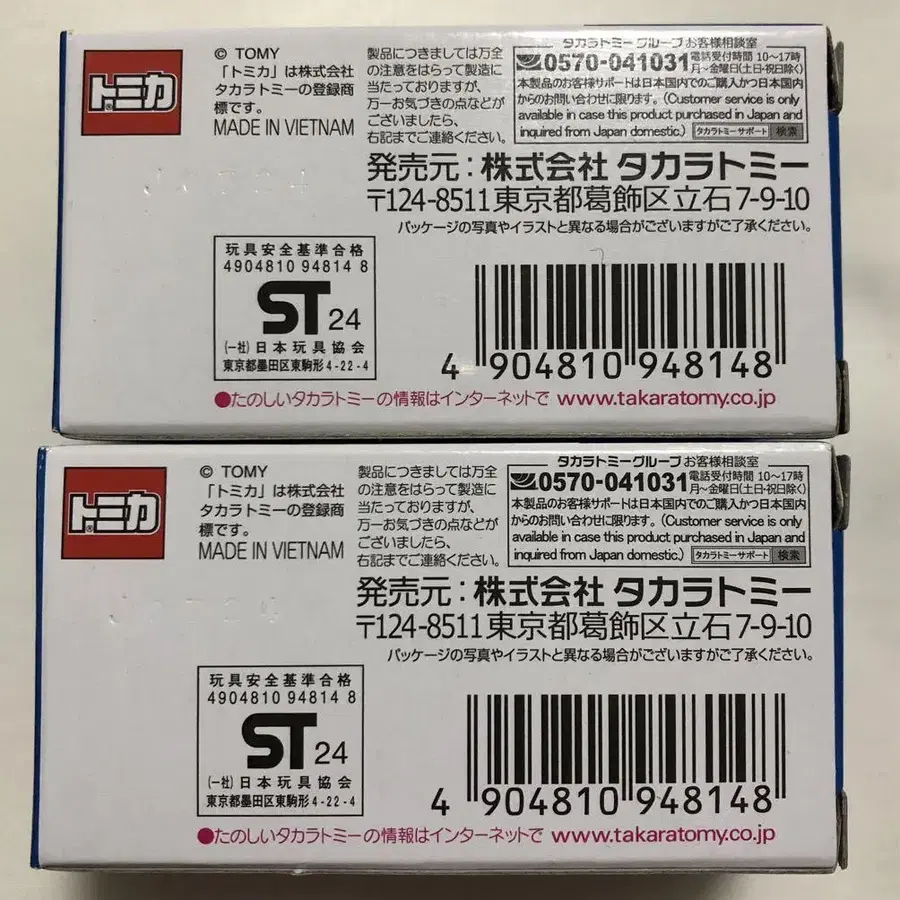 トミカ
© TOMY
「トミカ」は株式会社
タカラトミーの登録商
標です。
MADE IN VIETNAM
製品につきましては万全
の注意をはらって製造に
当たっておりますが、
万一お気づきの点などが
ございましたら、
右記までご連絡ください。
タカラトミーグループ お客様相談室
0570-041031 電話受付時間 10〜17時
月〜金曜日(土日・祝日除く)
本製品のお客様サポートは日本国内でのご購入かつ日本国内
からのお問い合わせに限ります。(Customer service is only
available in case this product purchased in Japan and
inquired from Japan domestic.) タカラトミーサポート 検索
発売元:株式会社 タカラトミー
〒124-8511 東京都葛飾区立石7-9-10
パッケージの写真やイラストと異なる場合がございますがご了承ください。
玩具安全基準合格
4904810 94814 8
ST 24
(一社)日本玩具協会
東京都墨田区東駒形4-22-4
4 904810 948148
●たのしいタカラトミーの情報はインターネットで www.takaratomy.co.jp
トミカ
© TOMY
「トミカ」は株式会社
タカラトミーの登録商
標です。
MADE IN VIETNAM
製品につきましては万全
の注意をはらって製造に
当たっておりますが、
万一お気づきの点などが
ございましたら、
右記までご連絡ください。
タカラトミーグループ お客様相談室
0570-041031 電話受付時間 10〜17時
月〜金曜日(土日・祝日除く)
本製品のお客様サポートは日本国内でのご購入かつ日本国内
からのお問い合わせに限ります。(Customer service is only
available in case this product purchased in Japan and
inquired from Japan domestic.) タカラトミーサポート 検索
発売元:株式会社 タカラトミー
〒124-8511 東京都葛飾区立石7-9-10
パッケージの写真やイラストと異なる場合がございますがご了承ください。
玩具安全基準合格
4904810 94814 8
ST 24
(一社)日本玩具協会
東京都墨田区東駒形4-22-4
4 904810 948148
●たのしいタカラトミーの情報はインターネットで www.takaratomy.co.jp